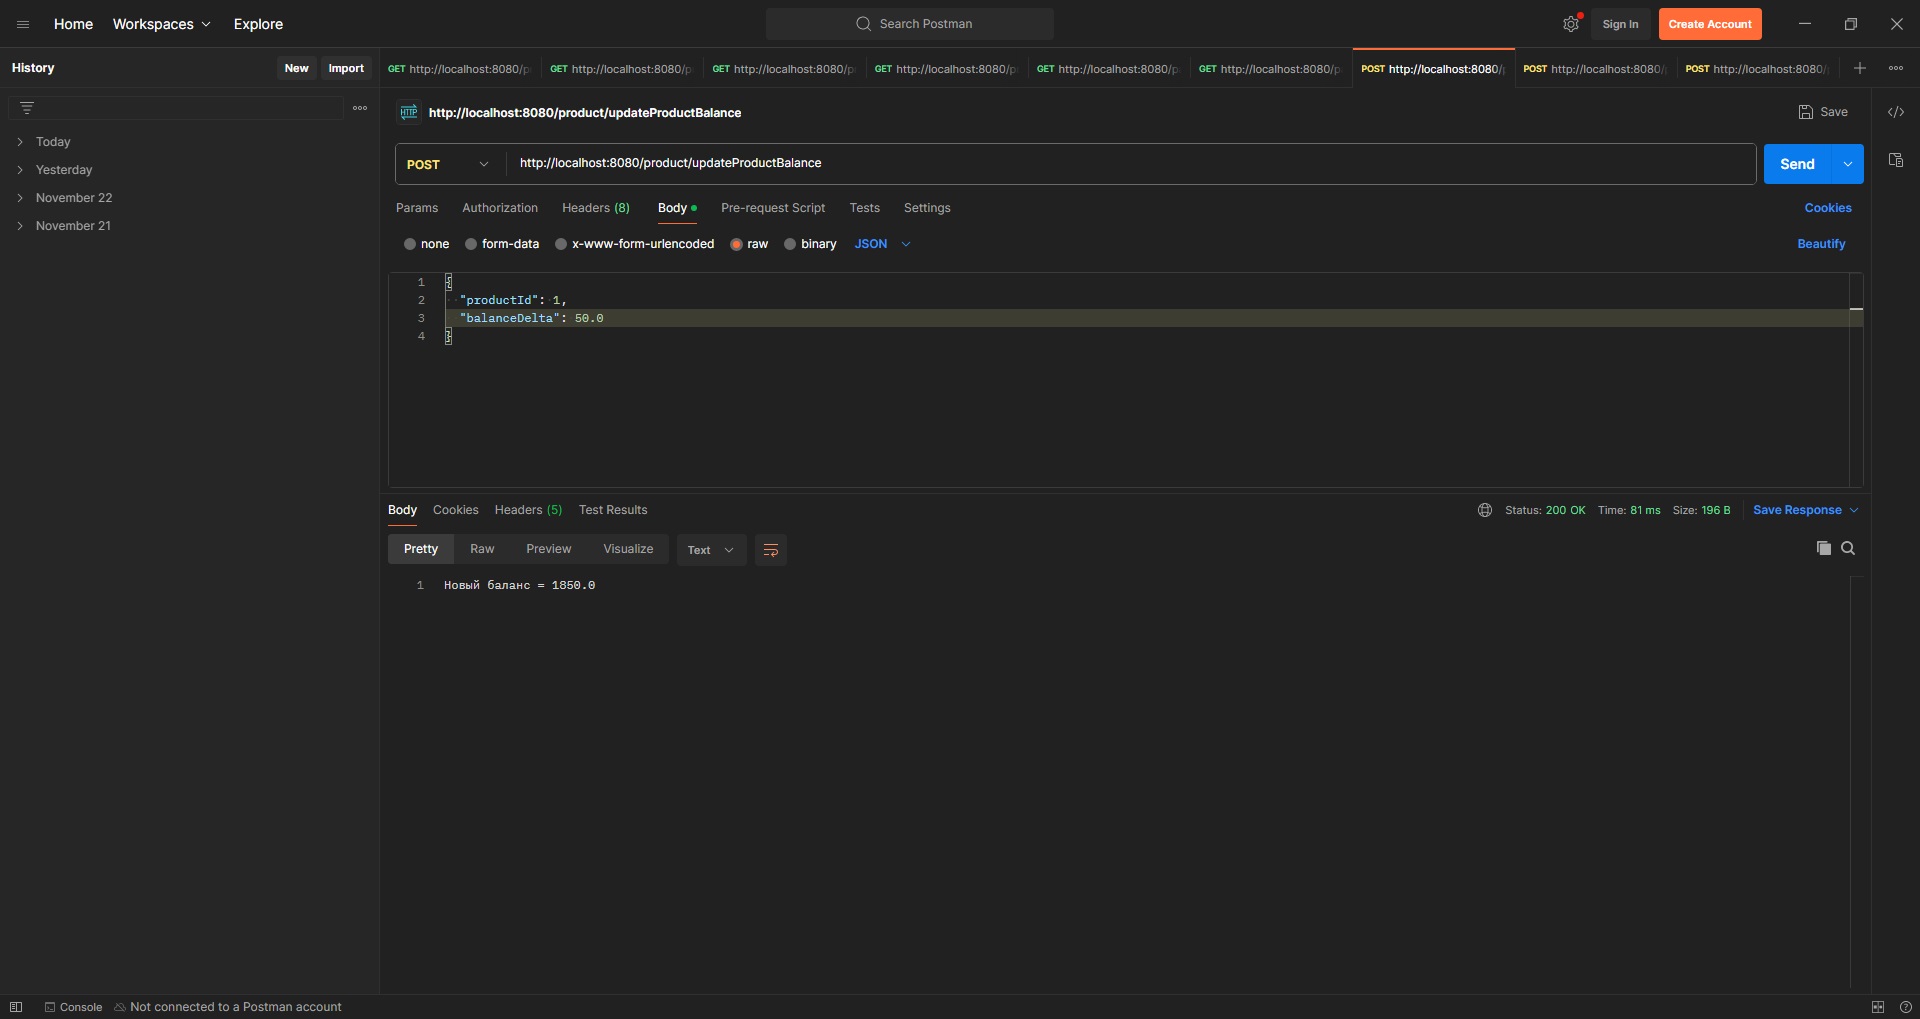 Home Workspaces Explore Search Postman Sign In Create Account
History New Import
GET http://localhost:8080/p GET http://localhost:8080/p GET http://localhost:8080/p GET http://localhost:8080/p GET http://localhost:8080/p GET http://localhost:8080/p POST http://localhost:8080/ POST http://localhost:8080/ POST http://localhost:8080/
Today
Yesterday
November 22
November 21
HTTP http://localhost:8080/product/updateProductBalance Save
POST http://localhost:8080/product/updateProductBalance Send
Params Authorization Headers (8) Body Pre-request Script Tests Settings Cookies
none form-data x-www-form-urlencoded raw binary JSON Beautify
1 {
2 "productId": 1,
3 "balanceDelta": 50.0
4 }
Body Cookies Headers (5) Test Results Status: 200 OK Time: 81 ms Size: 196 B Save Response
Pretty Raw Preview Visualize Text
1 Новый баланс = 1850.0
Console Not connected to a Postman account